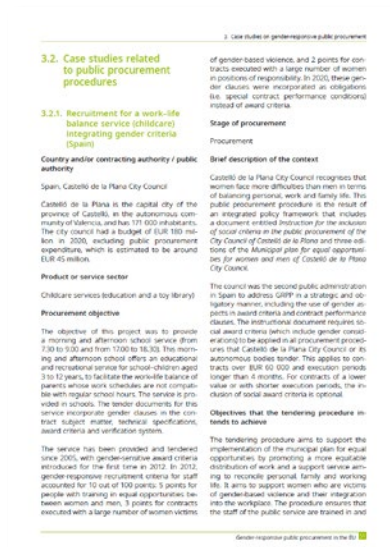 3. Case studies on gender-responsive public procurement
3.2. Case studies related
to public procurement
procedures
3.2.1. Recruitment for a work–life
balance service (childcare)
integrating gender criteria
(Spain)
Country and/or contracting authority / public
authority
Spain, Castelló de la Plana City Council
Castelló de la Plana is the capital city of the
province of Castelló, in the autonomous com-
munity of Valencia, and has 171 000 inhabitants.
The city council had a budget of EUR 180 mil-
lion in 2020, excluding public procurement
expenditure, which is estimated to be around
EUR 45 million.
Product or service sector
Childcare services (education and a toy library)
Procurement objective
The objective of this project was to provide
a morning and afternoon school service (from
7.30 to 9.00 and from 17.00 to 18.30). This morn-
ing and afternoon school offers an educational
and recreational service for school-children aged
3 to 12 years, to facilitate the work–life balance of
parents whose work schedules are not compati-
ble with regular school hours. The service is pro-
vided in schools. The tender documents for this
service incorporate gender clauses in the con-
tract subject matter, technical specifications,
award criteria and verification system.
The service has been provided and tendered
since 2005, with gender-sensitive award criteria
introduced for the first time in 2012. In 2012,
gender-responsive recruitment criteria for staff
accounted for 10 out of 100 points: 5 points for
people with training in equal opportunities be-
tween women and men, 3 points for contracts
executed with a large number of women victims
of gender-based violence, and 2 points for con-
tracts executed with a large number of women
in positions of responsibility. In 2020, these gen-
der clauses were incorporated as obligations
(i.e. special contract performance conditions)
instead of award criteria.
Stage of procurement
Procurement
Brief description of the context
Castelló de la Plana City Council recognises that
women face more difficulties than men in terms
of balancing personal, work and family life. This
public procurement procedure is the result of
an integrated policy framework that includes
a document entitled Instruction for the inclusion
of social criteria in the public procurement of the
City Council of Castelló de la Plana and three edi-
tions of the Municipal plan for equal opportuni-
ties for women and men of Castelló de la Plana
City Council.
The council was the second public administration
in Spain to address GRPP in a strategic and ob-
ligatory manner, including the use of gender as-
pects in award criteria and contract performance
clauses. The instructional document requires so-
cial award criteria (which include gender consid-
erations) to be applied in all procurement proced-
ures that Castelló de la Plana City Council or its
autonomous bodies tender. This applies to con-
tracts over EUR 60 000 and execution periods
longer than 4 months. For contracts of a lower
value or with shorter execution periods, the in-
clusion of social award criteria is optional.
Objectives that the tendering procedure in-
tends to achieve
The tendering procedure aims to support the
implementation of the municipal plan for equal
opportunities by promoting a more equitable
distribution of work and a support service aim-
ing to reconcile personal, family and working
life. It aims to support women who are victims
of gender-based violence and their integration
into the workplace. The procedure ensures that
the staff of the public service are trained in and
Gender-responsive public procurement in the EU